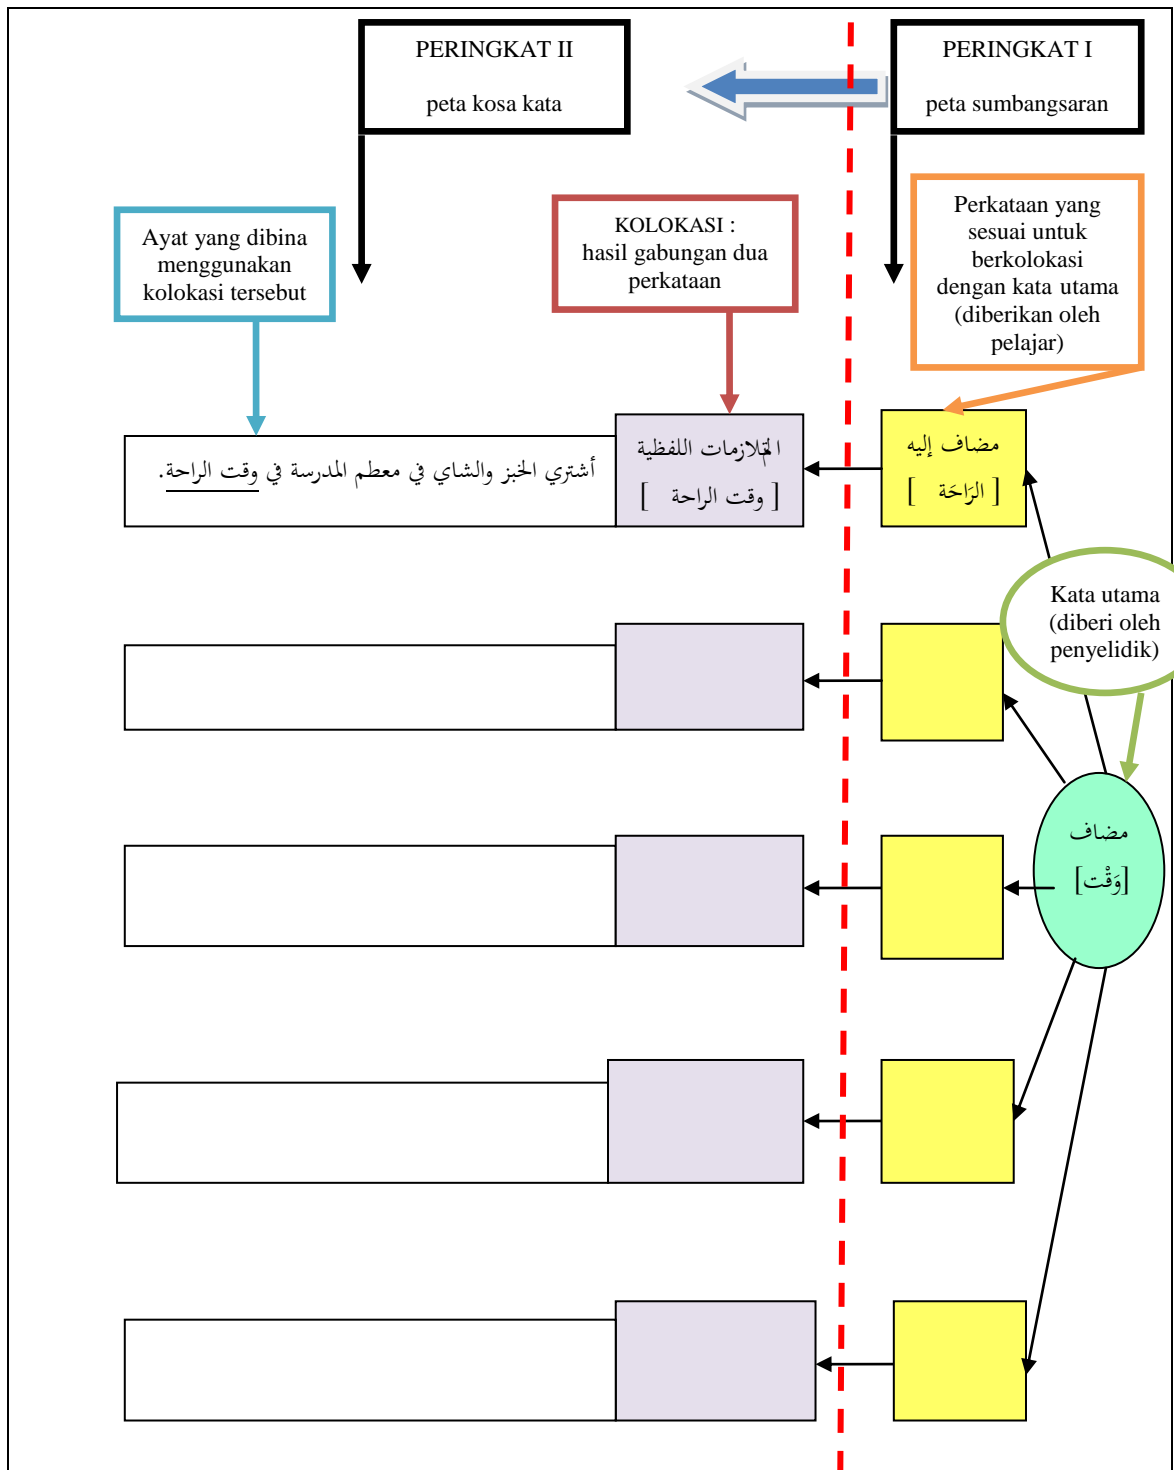 PERINGKAT II
peta kosa kata
PERINGKAT I
peta sumbangsaran
Ayat yang dibina
menggunakan
kolokasi tersebut
KOLOKASI :
hasil gabungan dua
perkataan
Perkataan yang
sesuai untuk
berkolokasi
dengan kata utama
(diberikan oleh
pelajar)
مضاف إليه
[ الرَاحَة ]
المتلازمات اللفظية
[ وقت الراحة ]
أشتري الخبز والشاي في معطم المدرسة في وقت الراحة.
Kata utama
(diberi oleh
penyelidik)
مضاف
[وَقْت]